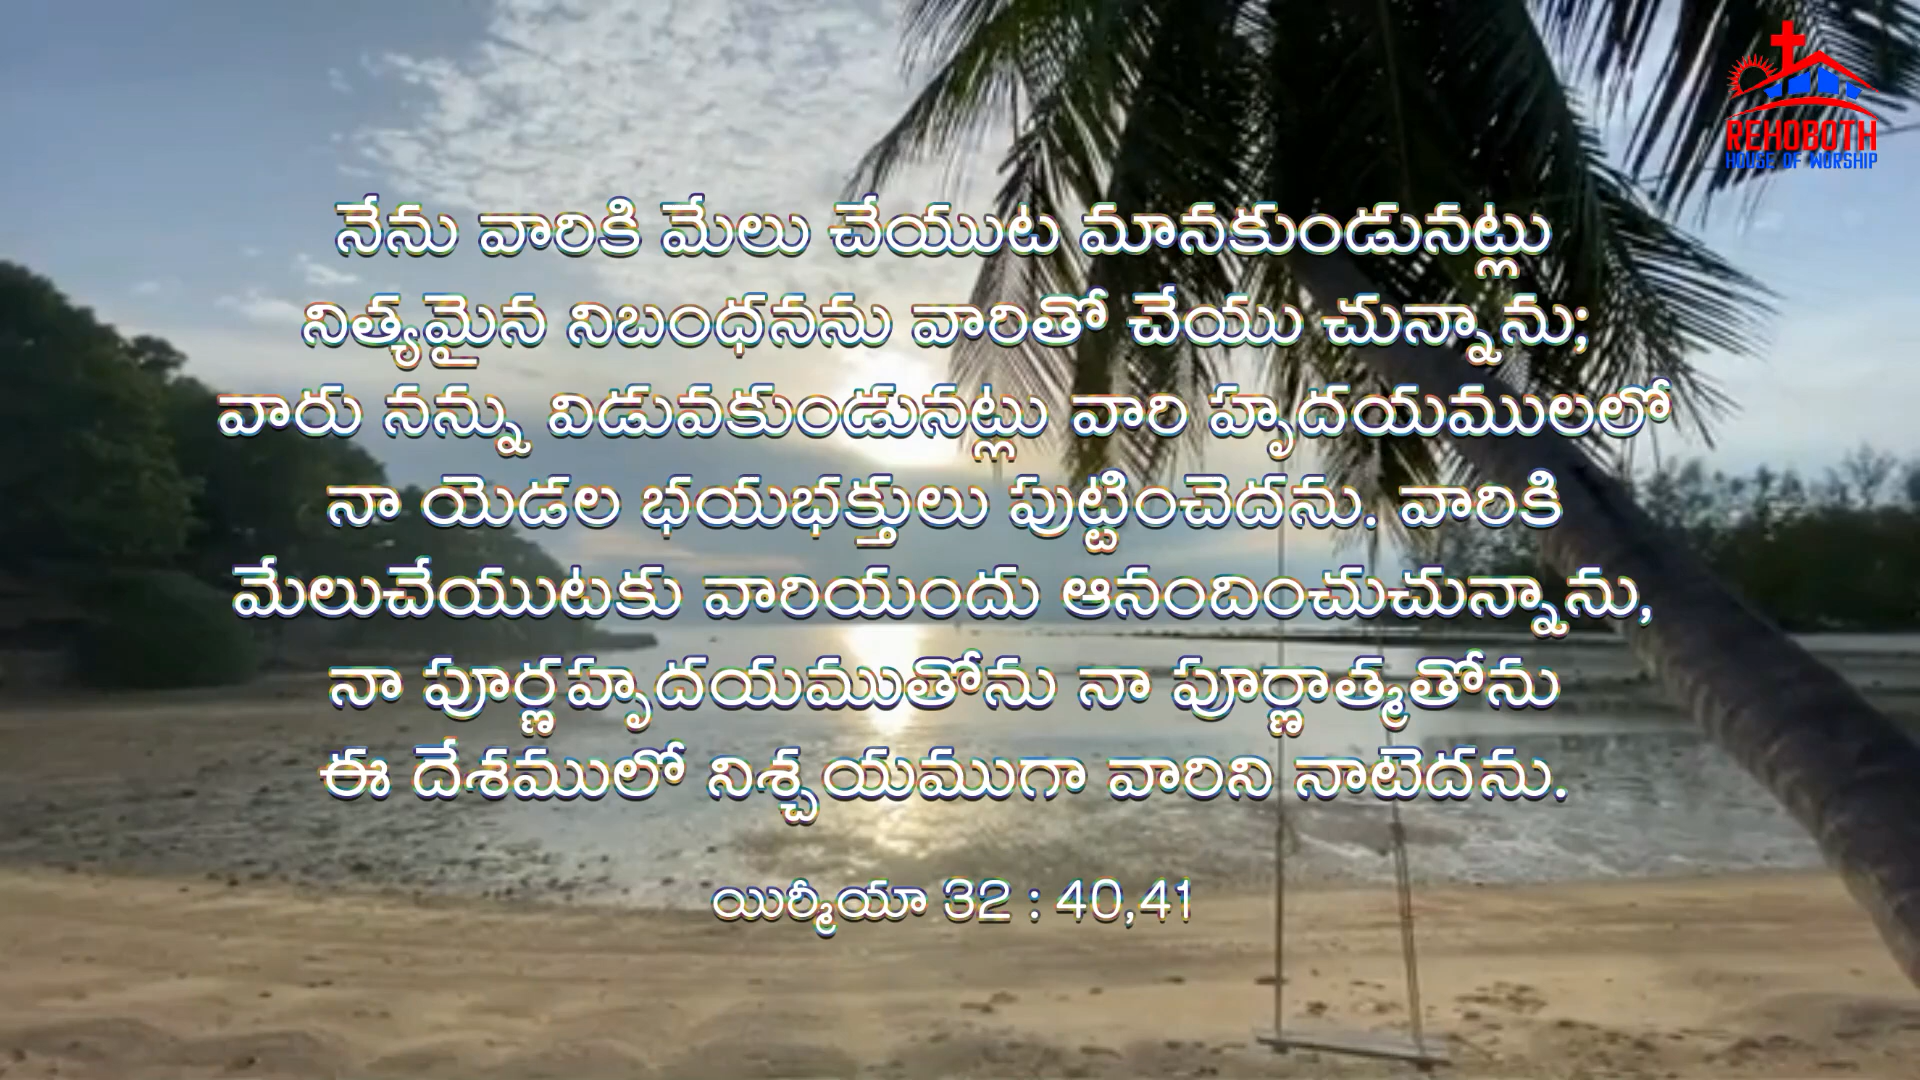 REHOBOTH
HOUSE OF WORSHIP
నేను వారికి మేలు చేయుట మానకుండునట్లు
నిత్యమైన నిబంధనను వారితో చేయు చున్నాను;
వారు నన్ను విడువకుండునట్లు వారి హృదయములలో
నా యెడల భయభక్తులు పుట్టించెదను. వారికి
మేలుచేయుటకు వారియందు ఆనందించుచున్నాను,
నా పూర్ణహృదయముతోను నా పూర్ణాత్మతోను
ఈ దేశములో నిశ్చయముగా వారిని నాటెదను.
యిర్మీయా 32 : 40,41